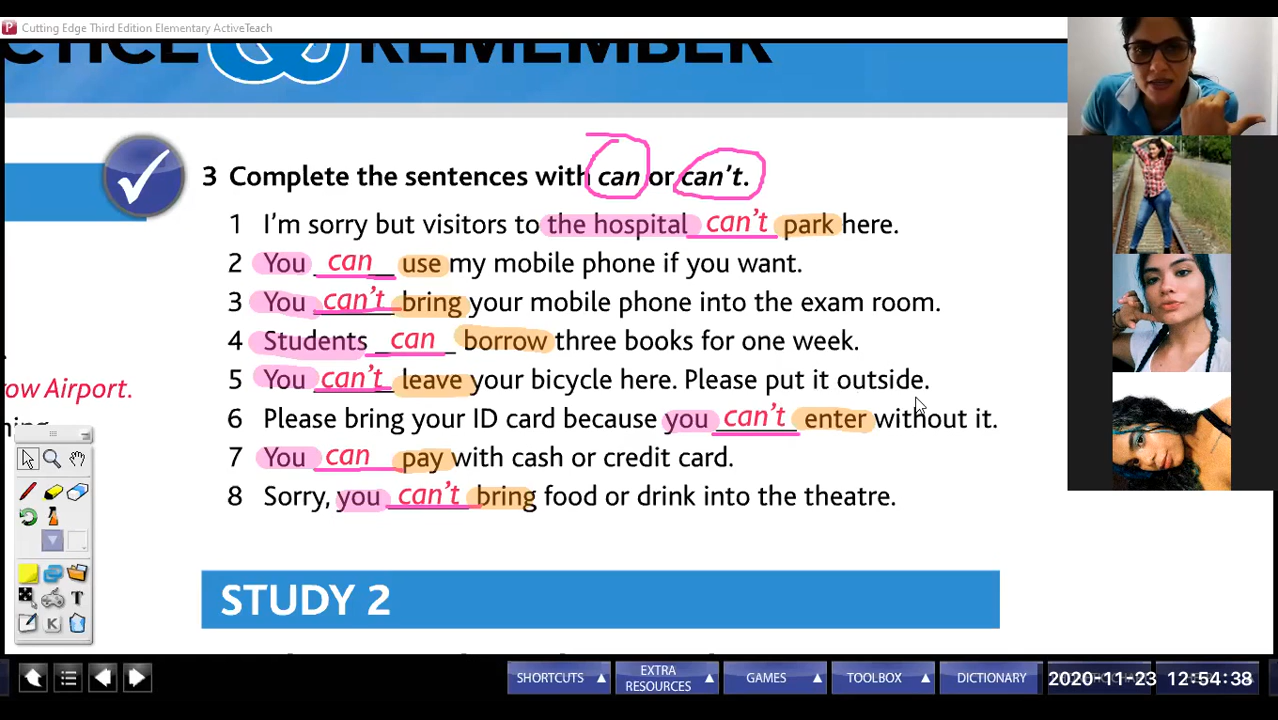 Cutting Edge Third Edition Elementary ActiveTeach
REMEMBER
3 Complete the sentences with can or can't.
1 I'm sorry but visitors to the hospital can't park here.
2 You can use my mobile phone if you want.
3 You can't bring your mobile phone into the exam room.
4 Students can borrow three books for one week.
5 You can't leave your bicycle here. Please put it outside.
6 Please bring your ID card because you can't enter without it.
7 You can pay with cash or credit card.
8 Sorry, you can't bring food or drink into the theatre.
ow Airport.
STUDY 2
SHORTCUTS
EXTRA
RESOURCES
GAMES
TOOLBOX
DICTIONARY
2020-11-23 12:54:38